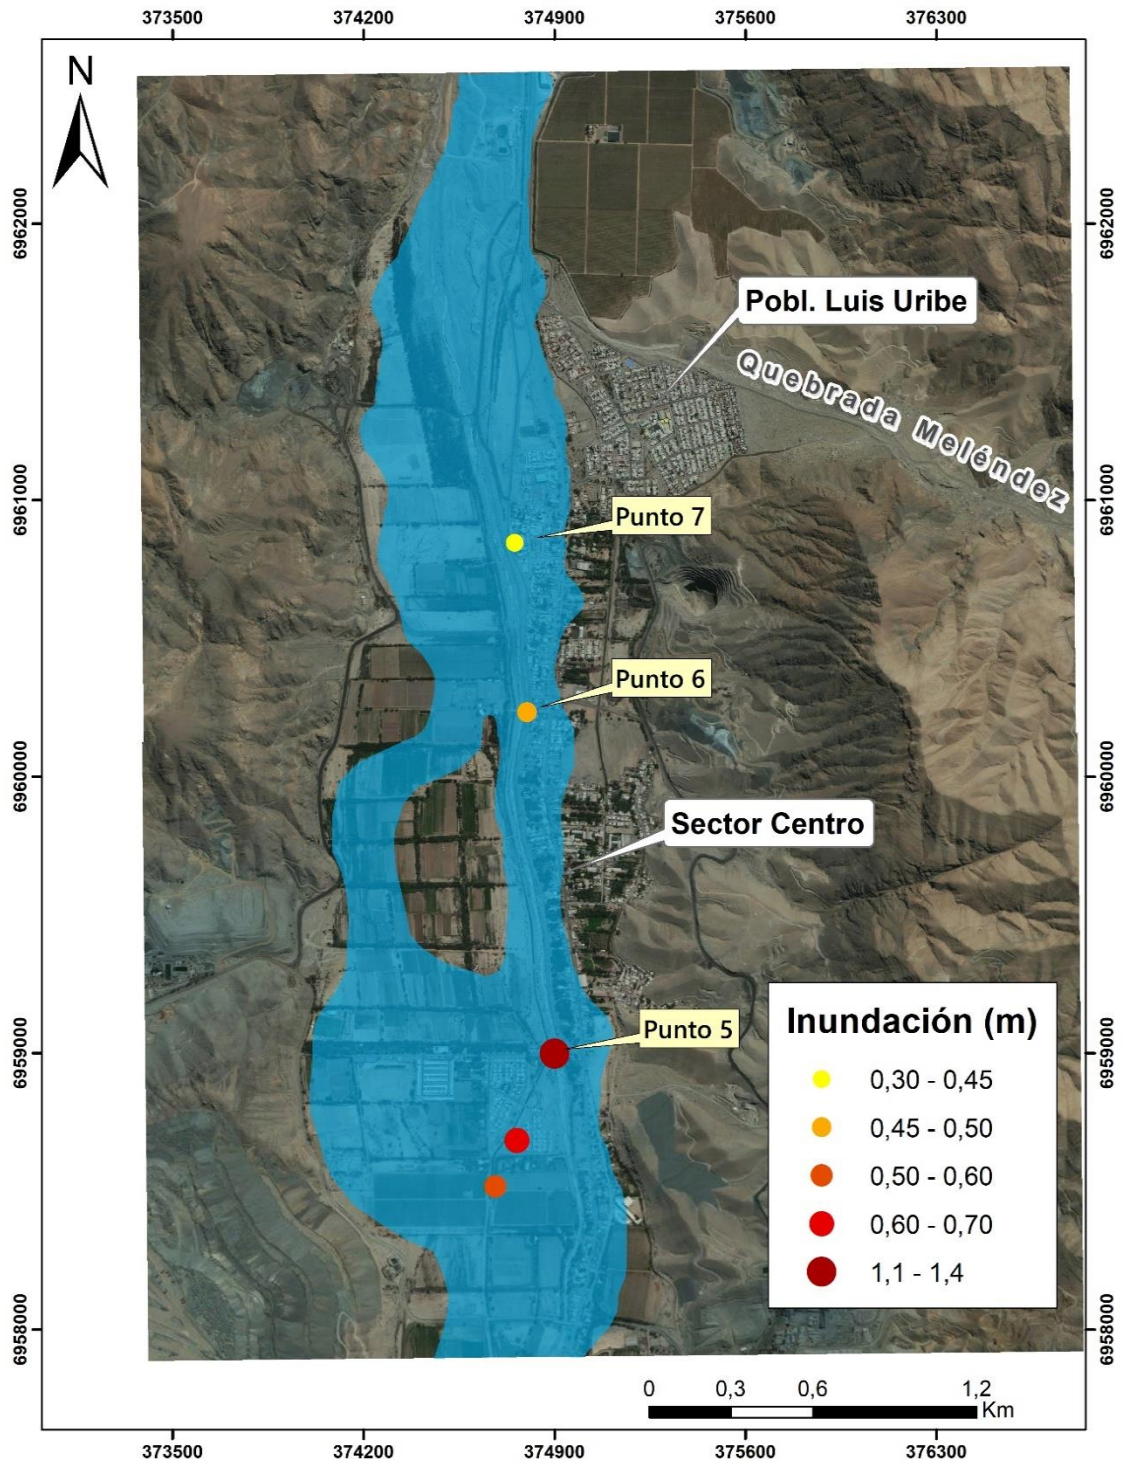 373500 374200 374900 375600 376300
N
6962000 6962000
Pobl. Luis Uribe
Quebrada Meléndez
6961000 6961000
Punto 7
Punto 6
6960000 6960000
Sector Centro
Inundación (m)
Punto 5
6959000 6959000
0,30 - 0,45
0,45 - 0,50
0,50 - 0,60
0,60 - 0,70
1,1 - 1,4
6958000 6958000
0 0,3 0,6 1,2
Km
373500 374200 374900 375600 376300